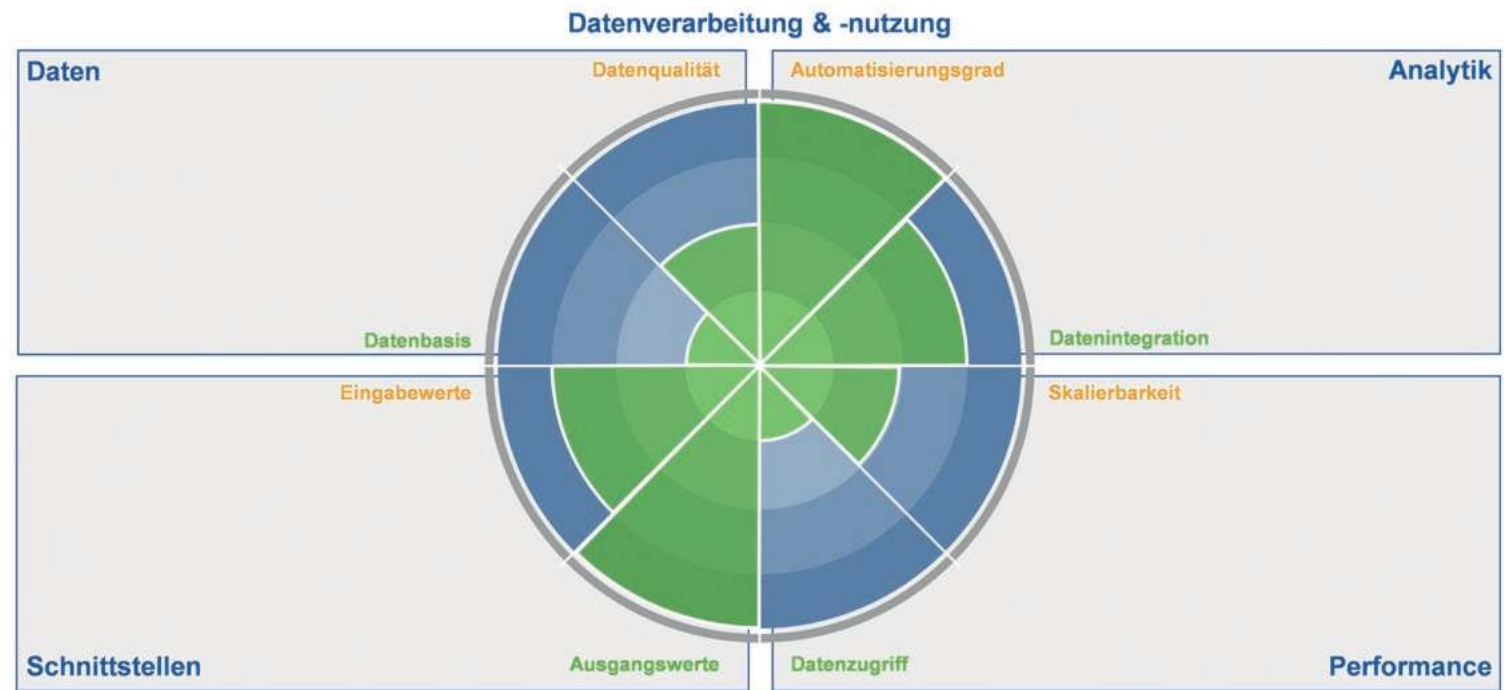 Datenverarbeitung & -nutzung
Daten
Datenqualität
Automatisierungsgrad
Analytik
Datenbasis
Datenintegration
Eingabewerte
Skalierbarkeit
Schnittstellen
Ausgangswerte
Datenzugriff
Performance